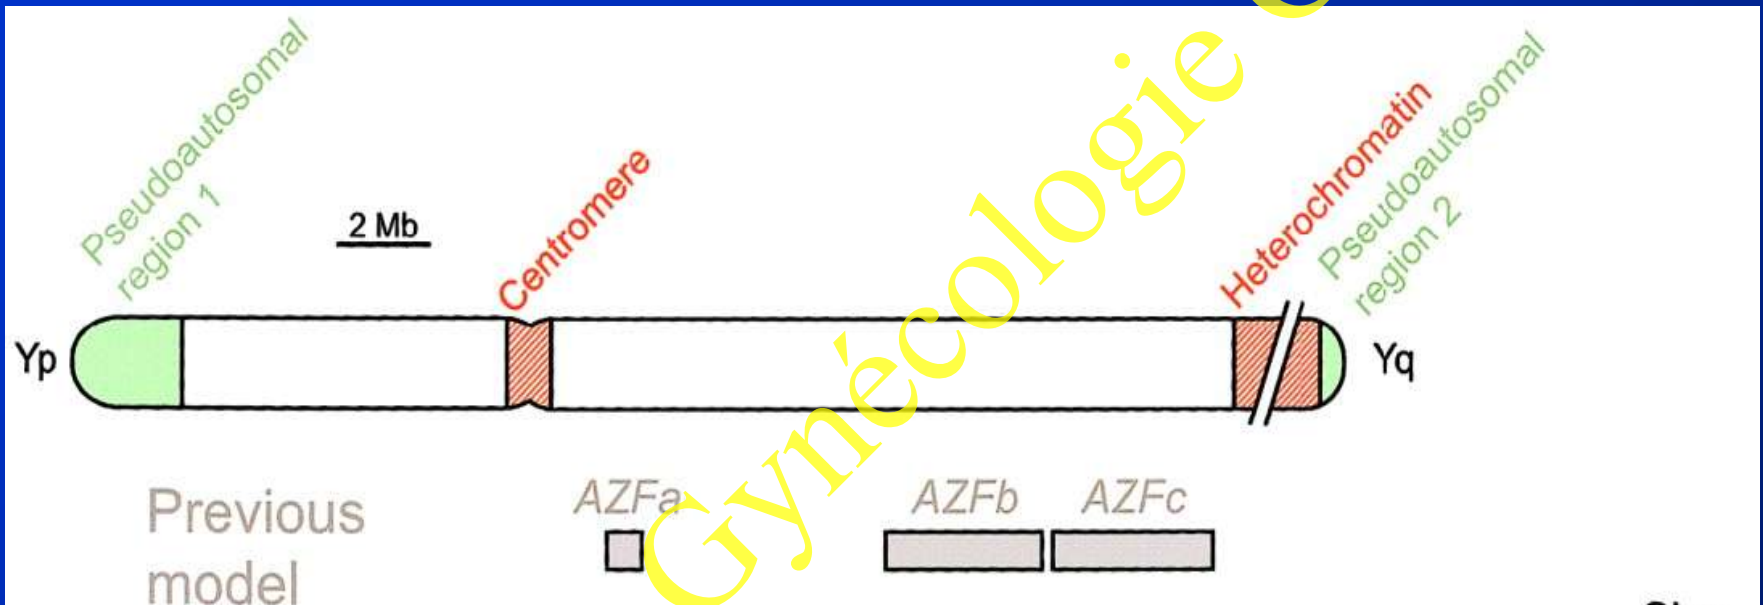 Pseudoautosomal
region 1
2 Mb
Centromere
Heterochromatin
Pseudoautosomal
region 2
Yp
Yq
Gynécologie
Previous
model
AZFa
AZFb
AZFc